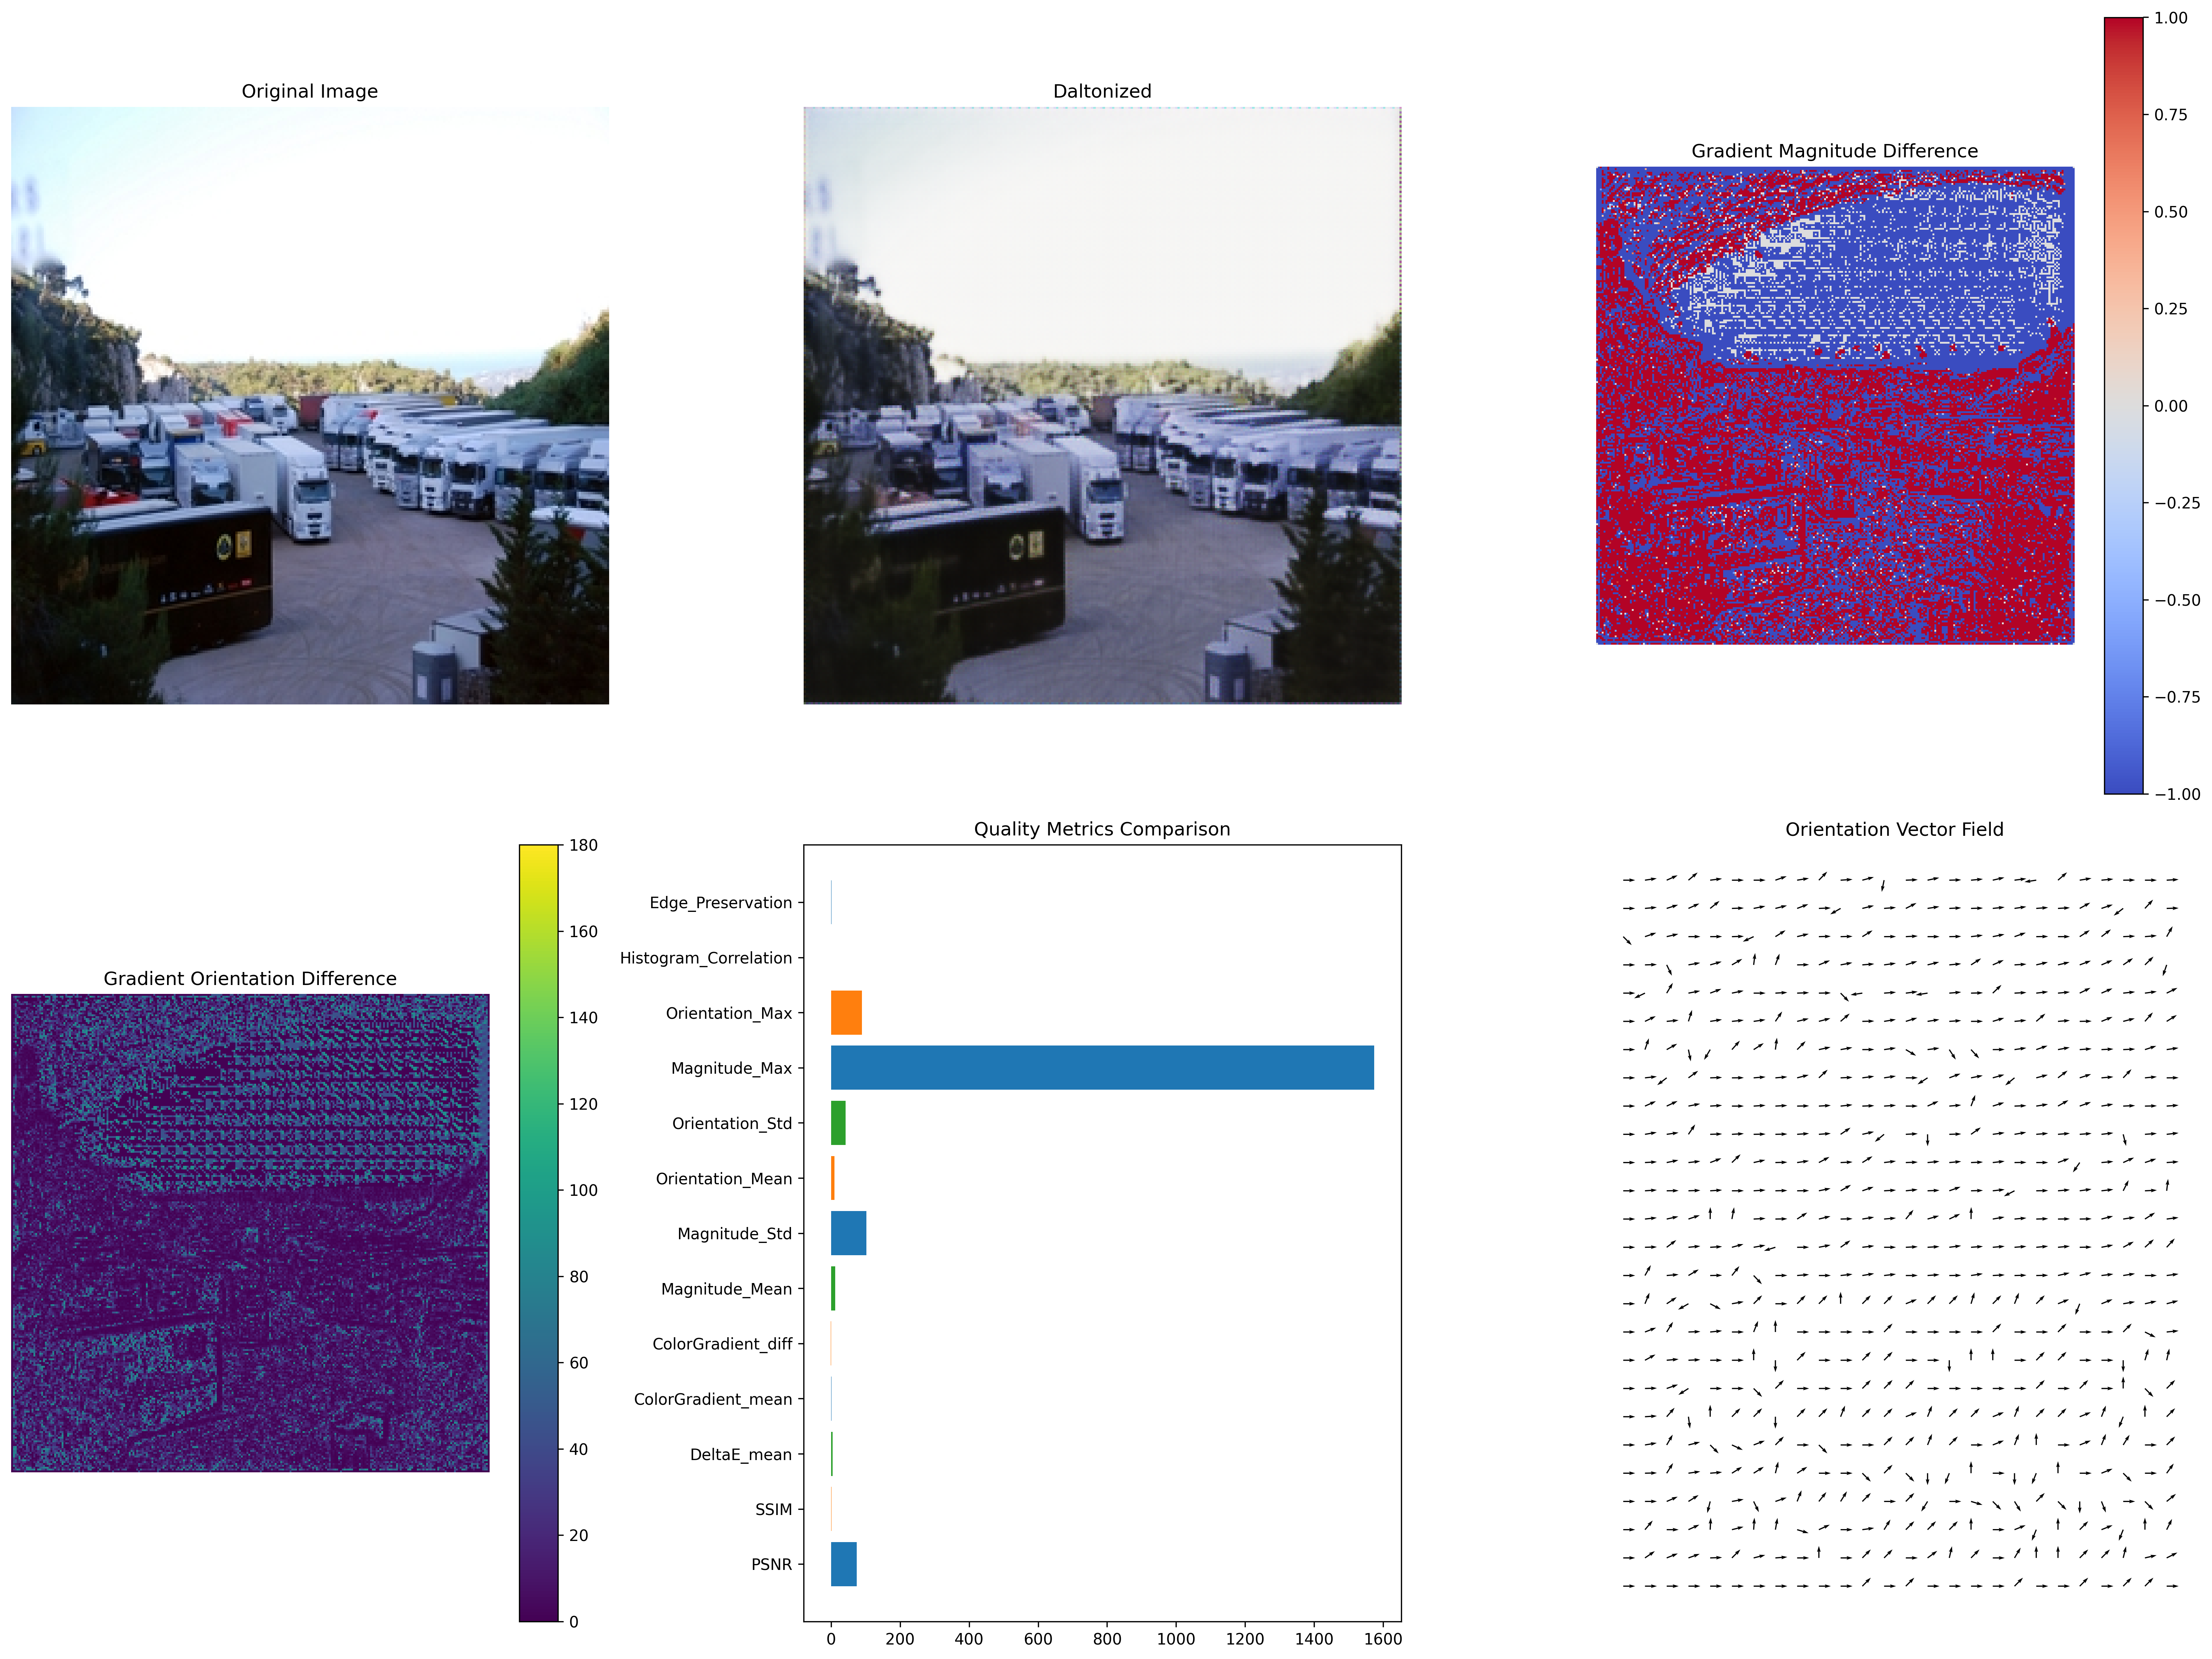 Original Image
Daltonized
Gradient Magnitude Difference
1.00
0.75
0.50
0.25
0.00
−0.25
−0.50
−0.75
−1.00
Gradient Orientation Difference
180
160
140
120
100
80
60
40
20
0
Quality Metrics Comparison
Edge_Preservation
Histogram_Correlation
Orientation_Max
Magnitude_Max
Orientation_Std
Orientation_Mean
Magnitude_Std
Magnitude_Mean
ColorGradient_diff
ColorGradient_mean
DeltaE_mean
SSIM
PSNR
0 200 400 600 800 1000 1200 1400 1600
Orientation Vector Field